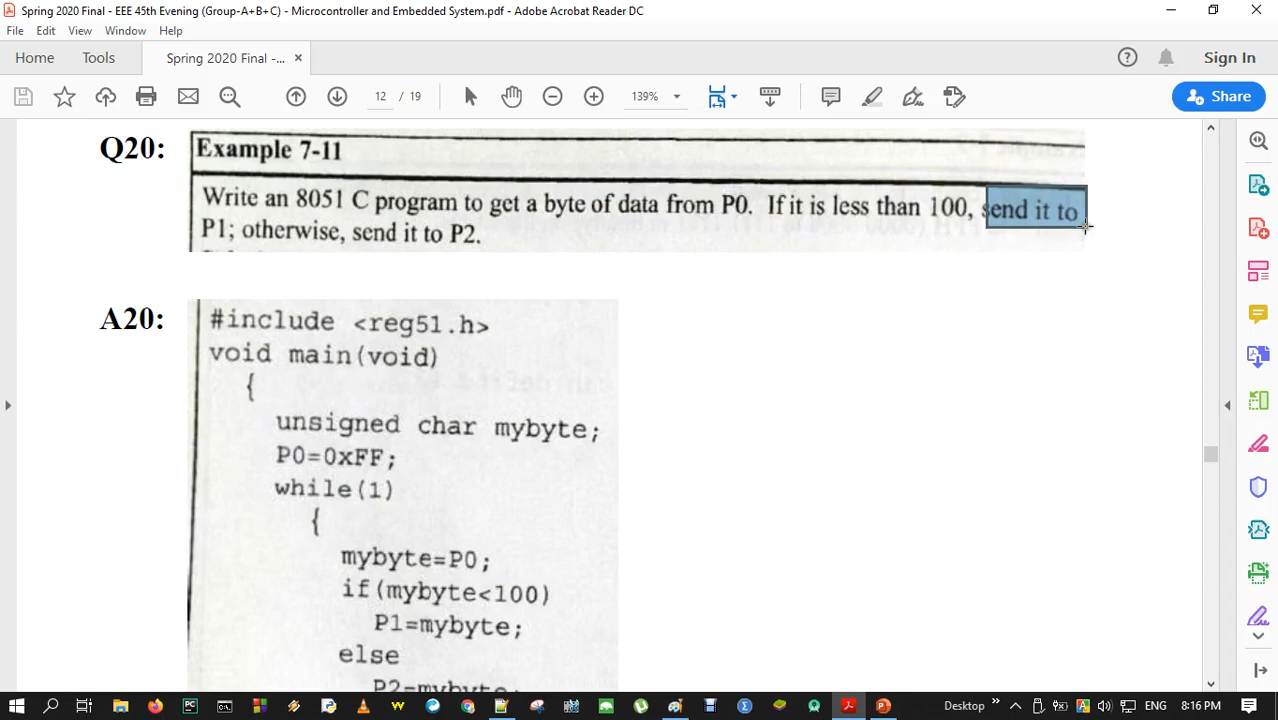 Spring 2020 Final - EEE 45th Evening (Group-A+B+C) - Microcontroller and Embedded System.pdf - Adobe Acrobat Reader DC
File Edit View Window Help
Home Tools Spring 2020 Final -... × Sign In
12 / 19 139% Share
Q20: Example 7-11
Write an 8051 C program to get a byte of data from P0. If it is less than 100, send it to
P1; otherwise, send it to P2.
A20: #include <reg51.h>
void main(void)
{
unsigned char mybyte;
P0=0xFF;
while(1)
{
mybyte=P0;
if(mybyte<100)
P1=mybyte;
else
P2=mybyte;
Desktop » ENG 8:16 PM